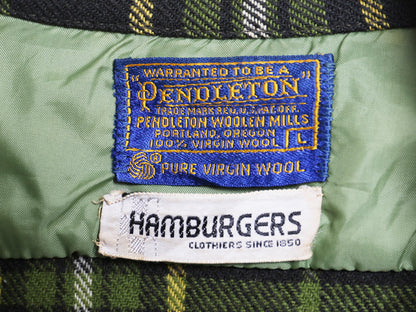 WARRANTED TO BE A
"PENDLETON"
TRADE MARK REG. U.S. PAT. OFF.
PENDLETON WOOLEN MILLS
PORTLAND, OREGON
100% VIRGIN WOOL L
PURE VIRGIN WOOL
HAMBURGERS
CLOTHIERS SINCE 1850